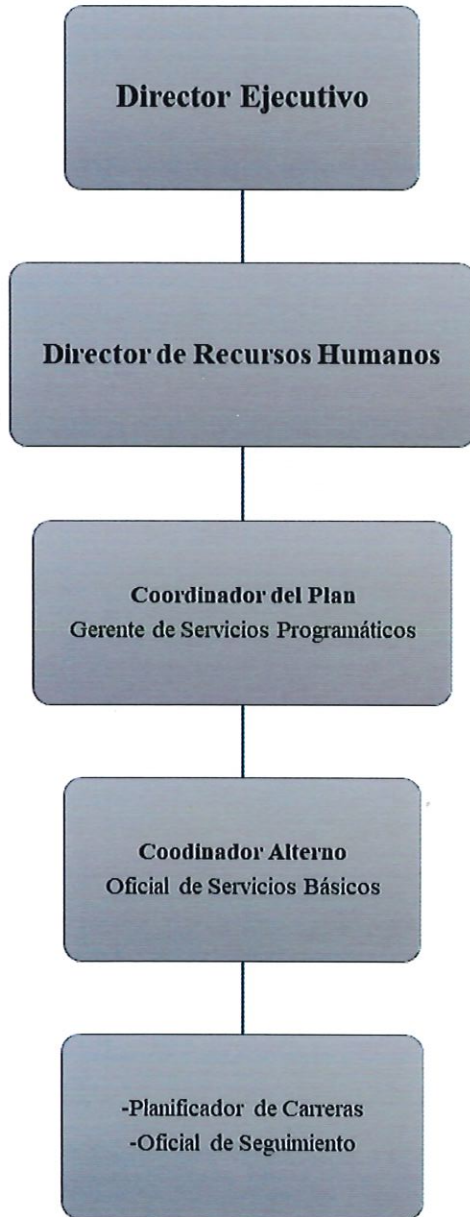 Director Ejecutivo
Director de Recursos Humanos
Coordinador del Plan
Gerente de Servicios Programáticos
Coodinador Alterno
Oficial de Servicios Básicos
-Planificador de Carreras
-Oficial de Seguimiento